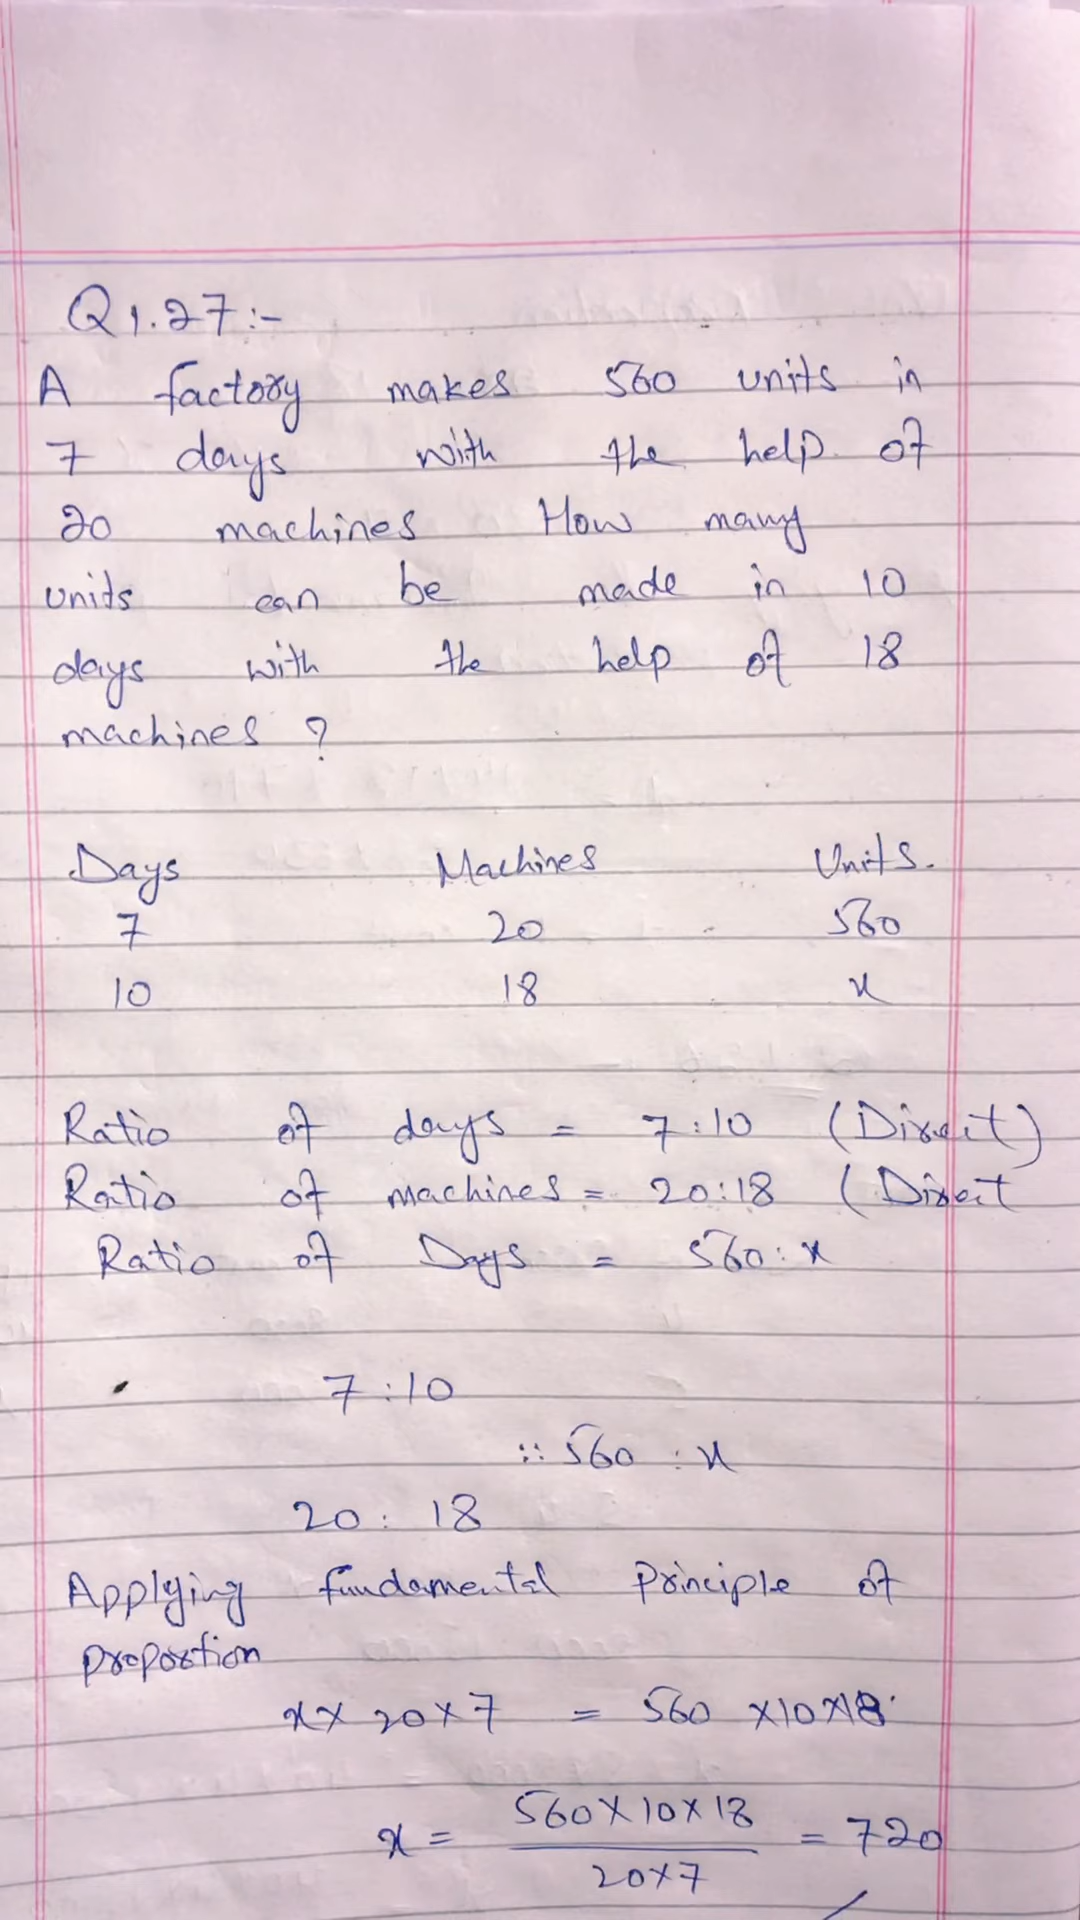 Q 1.27:-
A factory makes 560 units in
7 days with the help of
20 machines How many
units can be made in 10
days with the help of 18
machines ?
Days Machines Units.
7 20 560
10 18 x
Ratio of days = 7:10 (Direct)
Ratio of machines = 20:18 (Direct
Ratio of Days = 560:x
7:10
:: 560 : x
20: 18
Applying fundamental Principle of
proportion
x× 20×7 = 560 ×10×18
x = 560×10×18 = 720
20×7